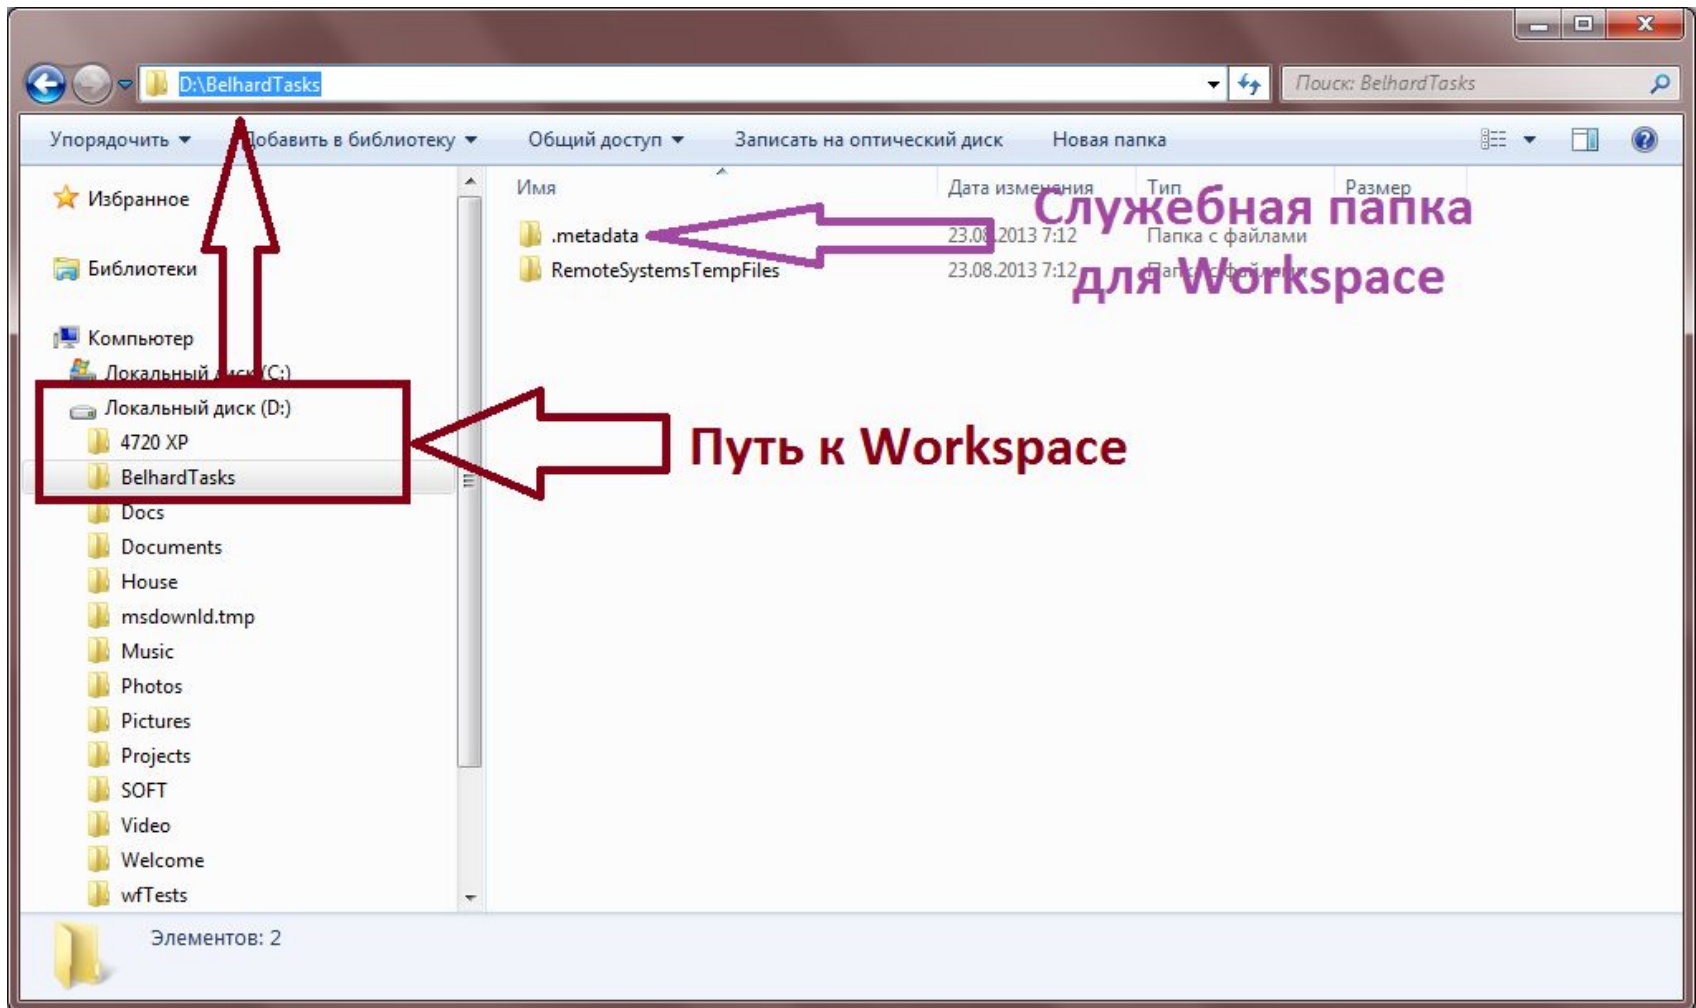 D:\BelhardTasks
Поиск: BelhardTasks
Упорядочить Добавить в библиотеку Общий доступ Записать на оптический диск Новая папка
Избранное
Библиотеки
Компьютер
Локальный диск (C:)
Локальный диск (D:)
4720 XP
BelhardTasks
Docs
Documents
House
msdownld.tmp
Music
Photos
Pictures
Projects
SOFT
Video
Welcome
wfTests
Имя Дата изменения Тип Размер
.metadata 23.08.2013 7:12 Папка с файлами
RemoteSystemsTempFiles 23.08.2013 7:12 Папка с файлами
Служебная папка
для Workspace
Путь к Workspace
Элементов: 2